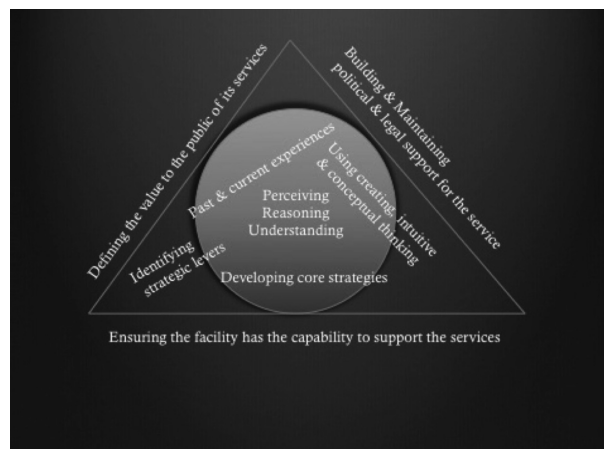 Defining the value to the public of its services
Building & Maintaining
political & legal support for the service
Past & current experiences
Using creating, intuitive
& conceptual thinking
Perceiving
Reasoning
Understanding
Identifying
strategic levers
Developing core strategies
Ensuring the facility has the capability to support the services